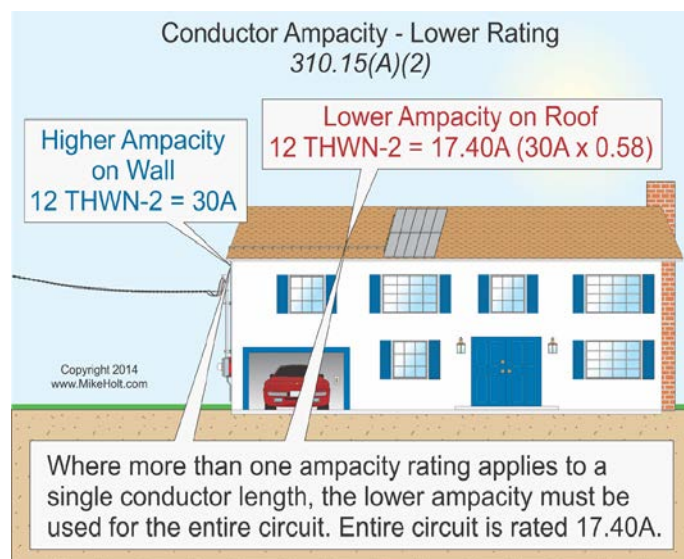 Conductor Ampacity - Lower Rating
310.15(A)(2)
Lower Ampacity on Roof
12 THWN-2 = 17.40A (30A x 0.58)
Higher Ampacity
on Wall
12 THWN-2 = 30A
Copyright 2014
www.MikeHolt.com
Where more than one ampacity rating applies to a
single conductor length, the lower ampacity must be
used for the entire circuit. Entire circuit is rated 17.40A.